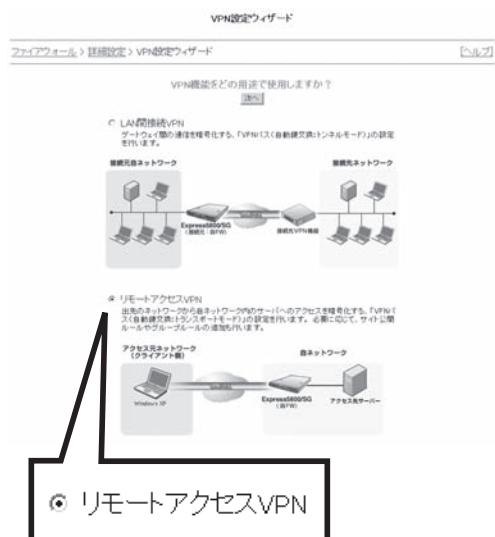 VPN設定ウィザード
ファイアウォール > 詳細設定 > VPN設定ウィザード
[ヘルプ]
VPN機能をどの用途で使用しますか？
次へ
LAN間接続VPN
ゲートウェイ間の通信を暗号化する、「VPNパス(自動鍵交換:トンネルモード)」の設定
を行います。
接続元自ネットワーク
接続先ネットワーク
Express5800/SG
(接続元：自FW)
接続先VPN機器
リモートアクセスVPN
出先のネットワークから自ネットワーク内のサーバへのアクセスを暗号化する、「VPNパ
ス(自動鍵交換:トランスポートモード)」の設定を行います。必要に応じて、サイト公開
ルールやグループルールの追加も行います。
アクセス元ネットワーク
(クライアント側)
自ネットワーク
Windows XP
Express5800/SG
(自FW)
アクセス先サーバー
リモートアクセスVPN